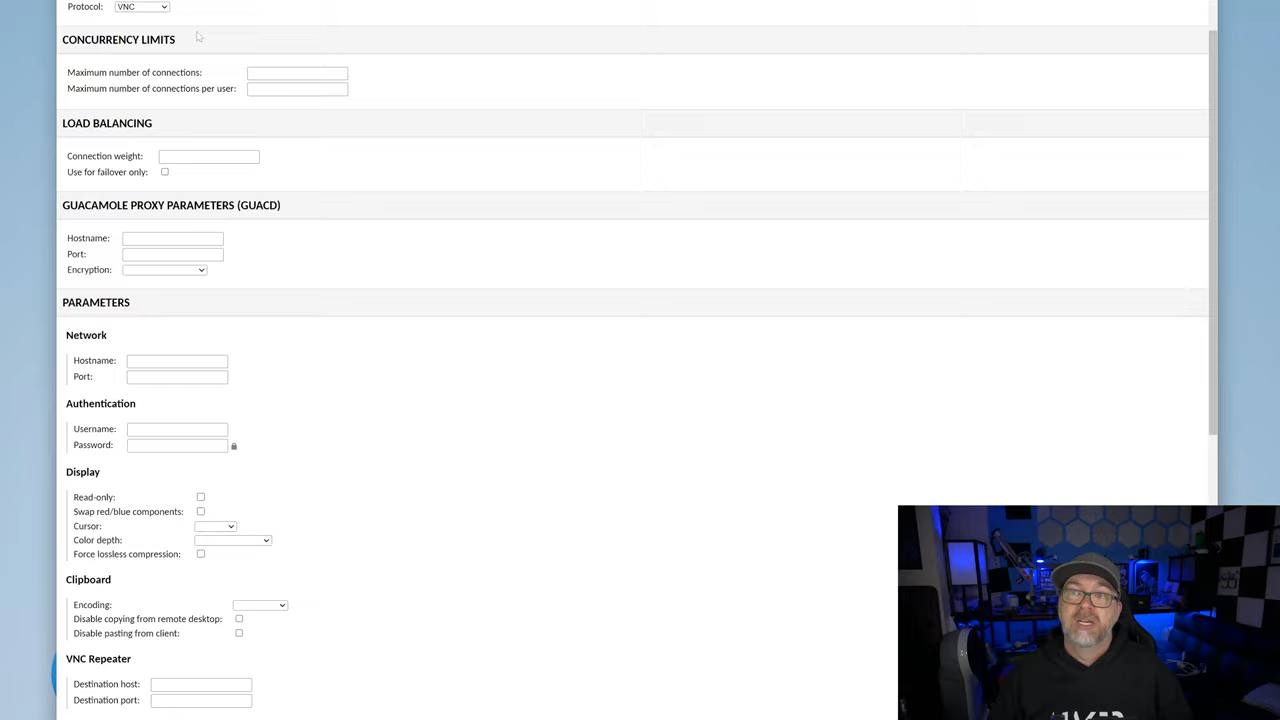 Protocol: VNC
CONCURRENCY LIMITS
Maximum number of connections:
Maximum number of connections per user:
LOAD BALANCING
Connection weight:
Use for failover only:
GUACAMOLE PROXY PARAMETERS (GUACD)
Hostname:
Port:
Encryption:
PARAMETERS
Network
Hostname:
Port:
Authentication
Username:
Password:
Display
Read-only:
Swap red/blue components:
Cursor:
Color depth:
Force lossless compression:
Clipboard
Encoding:
Disable copying from remote desktop:
Disable pasting from client:
VNC Repeater
Destination host:
Destination port: